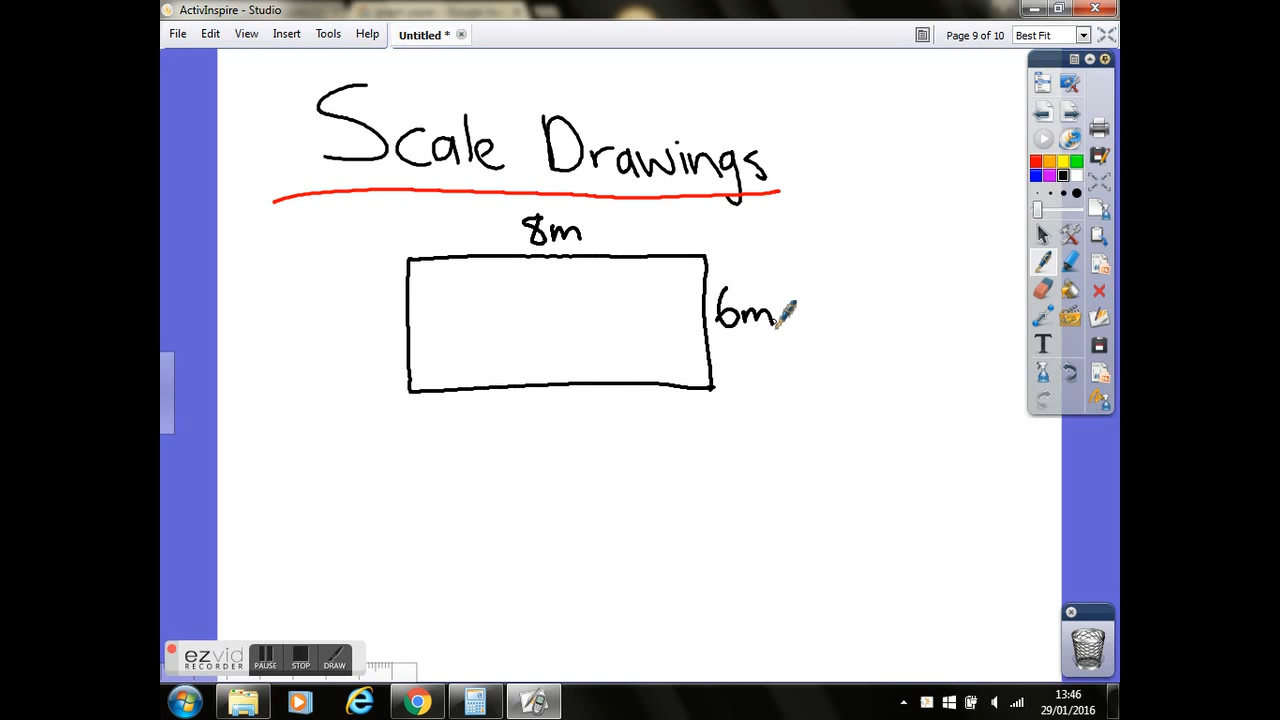 ActivInspire - Studio
File Edit View Insert Tools Help Untitled * Page 9 of 10 Best Fit
Scale Drawings
8m
6m
T
ezvid
RECORDER
PAUSE STOP DRAW
13:46
29/01/2016